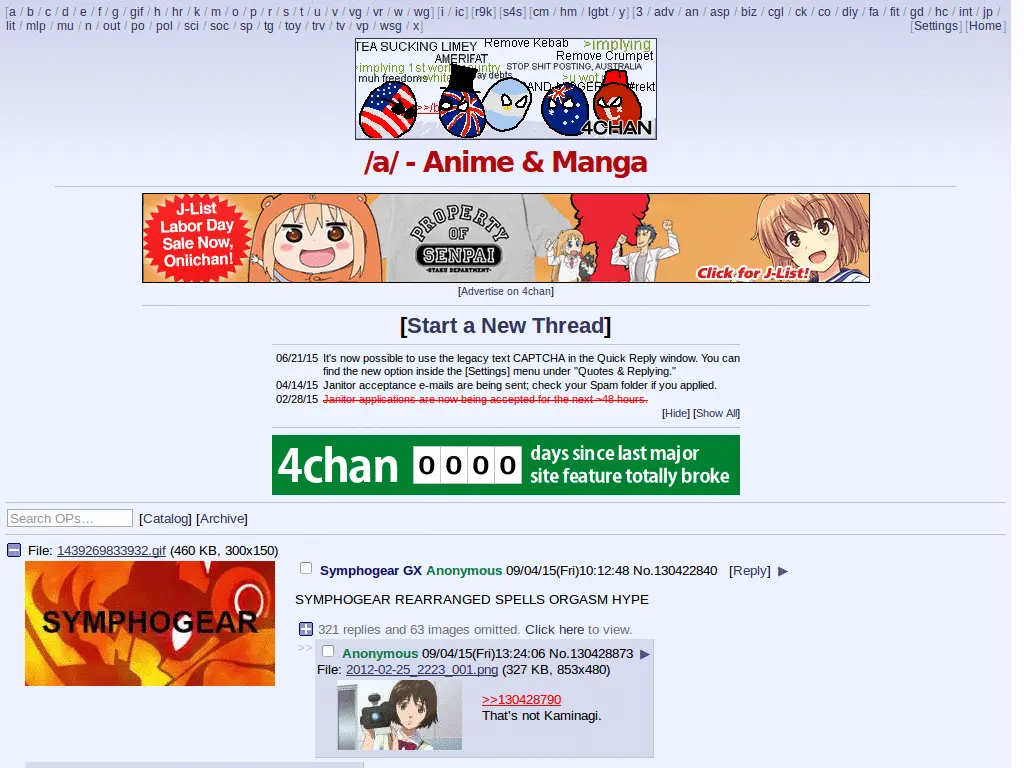 [a / b / c / d / e / f / g / gif / h / hr / k / m / o / p / r / s / t / u / v / vg / vr / w / wg] [i / ic] [r9k] [s4s] [cm / hm / lgbt / y] [3 / adv / an / asp / biz / cgl / ck / co / diy / fa / fit / gd / hc / int / jp /
lit / mlp / mu / n / out / po / pol / sci / soc / sp / tg / toy / trv / tv / vp / wsg / x]
[Settings] [Home]
TEA SUCKING LIMEY
Remove Kebab
>implying
AMERIFAT
Remove Crumpet
>implying 1st world country
STOP SHIT POSTING, AUSTRALIA
muh freedoms
>u wot
#rekt
>>/b
4CHAN
/a/ - Anime & Manga
J-List
Labor Day
Sale Now,
Oniichan!
PROPERTY
OF
SENPAI
-OTAKU DEPARTMENT-
Click for J-List!
[Advertise on 4chan]
[Start a New Thread]
06/21/15 It's now possible to use the legacy text CAPTCHA in the Quick Reply window. You can
find the new option inside the [Settings] menu under "Quotes & Replying."
04/14/15 Janitor acceptance e-mails are being sent; check your Spam folder if you applied.
02/28/15 Janitor applications are now being accepted for the next ~48 hours.
[Hide] [Show All]
4chan 0 0 0 0 days since last major
site feature totally broke
Search OPs… [Catalog] [Archive]
File: 1439269833932.gif (460 KB, 300x150)
SYMPHOGEAR
Symphogear GX Anonymous 09/04/15(Fri)10:12:48 No.130422840 [Reply] ▶
SYMPHOGEAR REARRANGED SPELLS ORGASM HYPE
321 replies and 63 images omitted. Click here to view.
>> Anonymous 09/04/15(Fri)13:24:06 No.130428873 ▶
File: 2012-02-25_2223_001.png (327 KB, 853x480)
>>130428790
That's not Kaminagi.